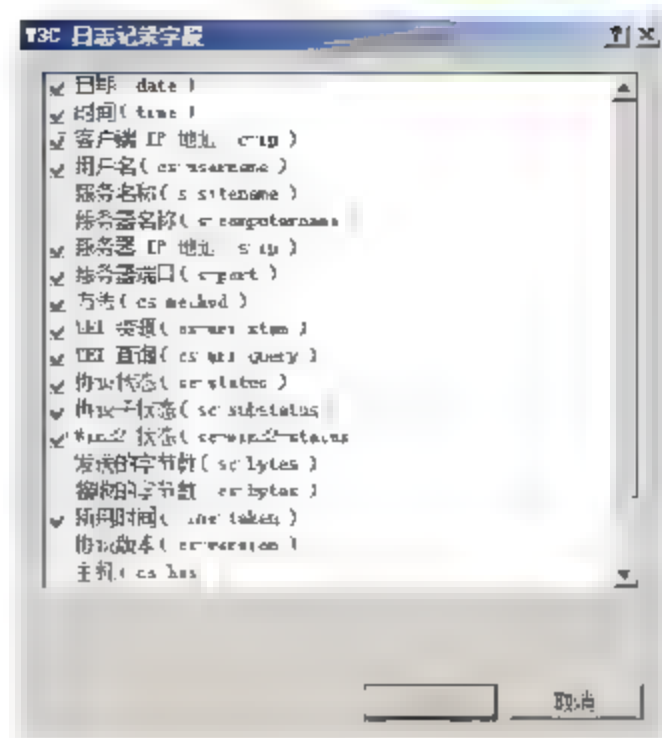 W3C 日志记录字段
日期 date )
时间( time )
客户端 IP 地址 c-ip )
用户名( cs-username )
服务名称( s-sitename )
服务器名称( s-computername
服务器 IP 地址 s-ip )
服务器端口( s-port )
方法( cs-method )
URI 资源( cs-uri-stem )
URI 查询( cs-uri-query )
协议状态( sc-status )
协议子状态( sc-substatus
Win32 状态( sc-win32-status
发送的字节数( sc-bytes )
接收的字节数 cs-bytes )
所用时间( time-taken )
协议版本( cs-version )
主机( cs-hos
取消